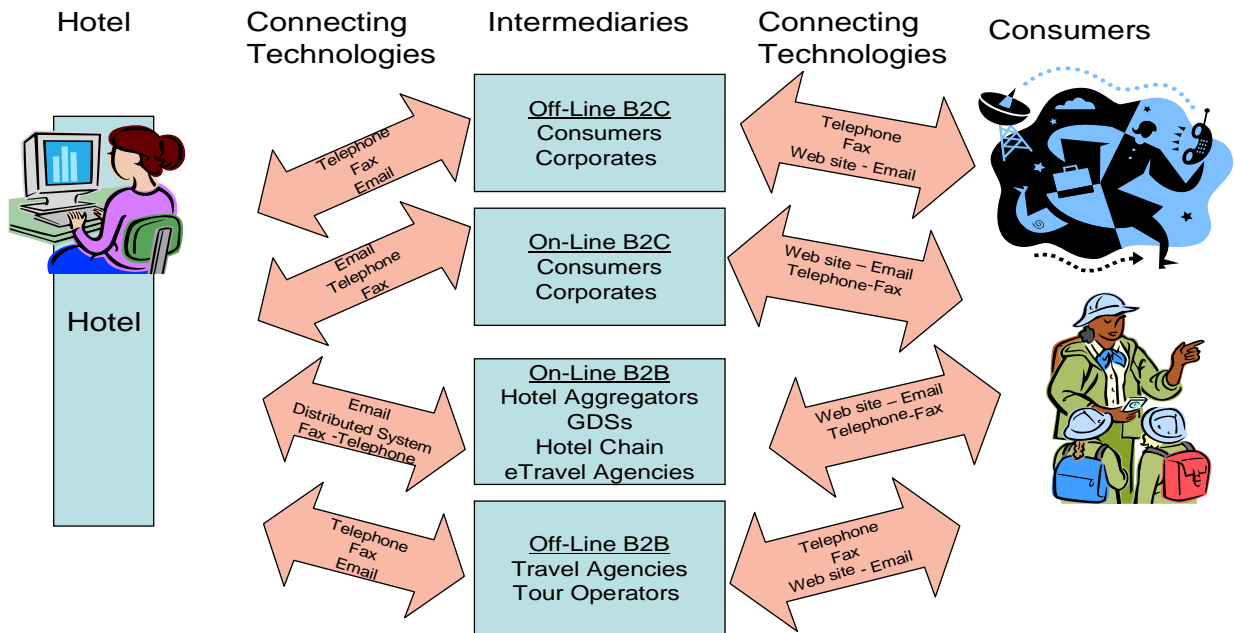 Hotel
Connecting
Technologies
Intermediaries
Connecting
Technologies
Consumers
Hotel
Telephone
Fax
Email
Off-Line B2C
Consumers
Corporates
Telephone
Fax
Web site - Email
Email
Telephone
Fax
On-Line B2C
Consumers
Corporates
Web site – Email
Telephone-Fax
Email
Distributed System
Fax -Telephone
On-Line B2B
Hotel Aggregators
GDSs
Hotel Chain
eTravel Agencies
Web site – Email
Telephone-Fax
Telephone
Fax
Email
Off-Line B2B
Travel Agencies
Tour Operators
Telephone
Fax
Web site - Email